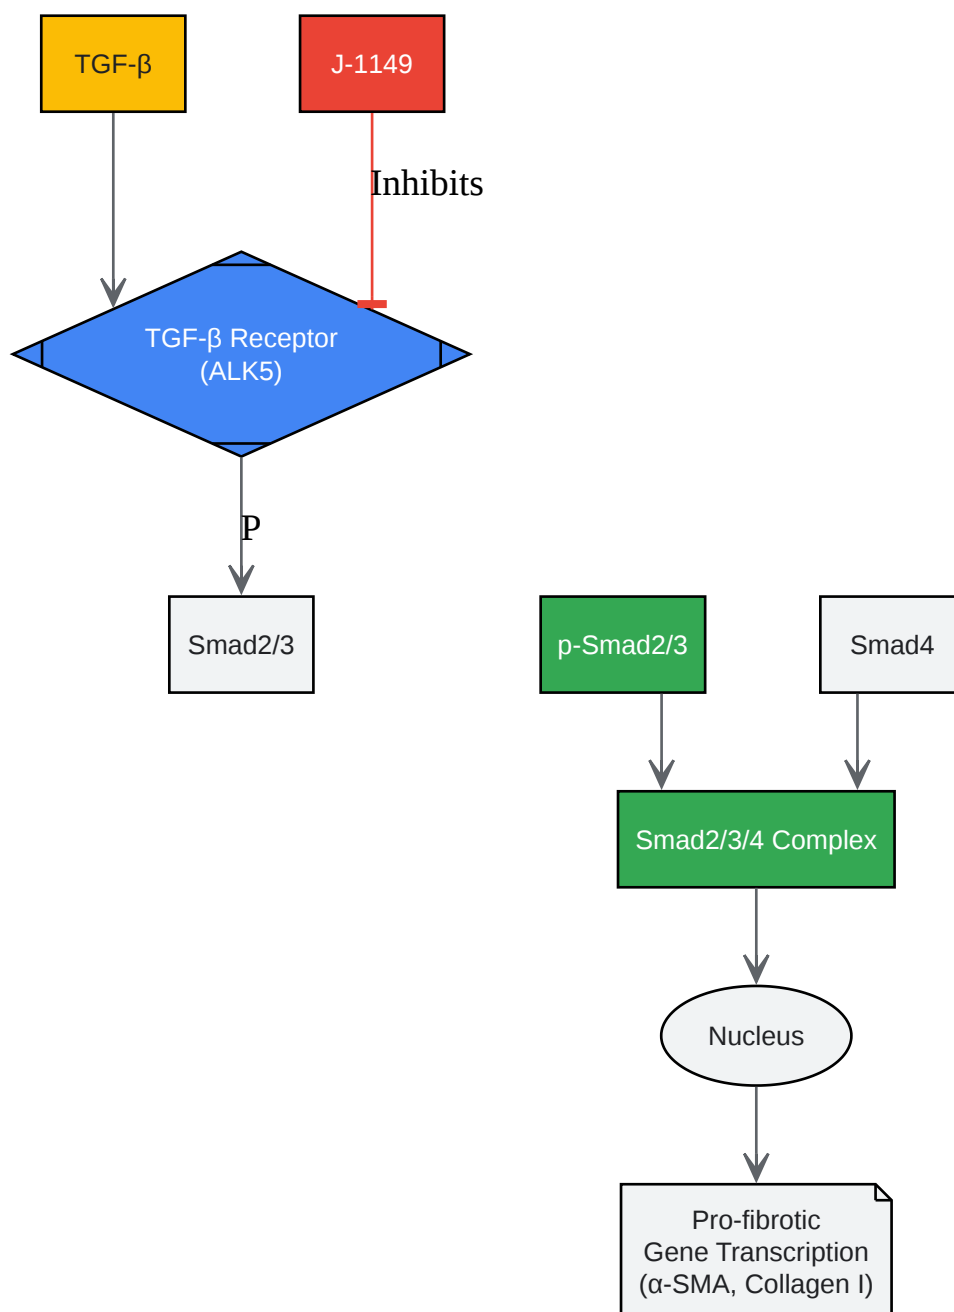 TGF-β
J-1149
Inhibits
TGF-β Receptor
(ALK5)
P
Smad2/3
p-Smad2/3
Smad4
Smad2/3/4 Complex
Nucleus
Pro-fibrotic
Gene Transcription
(α-SMA, Collagen I)